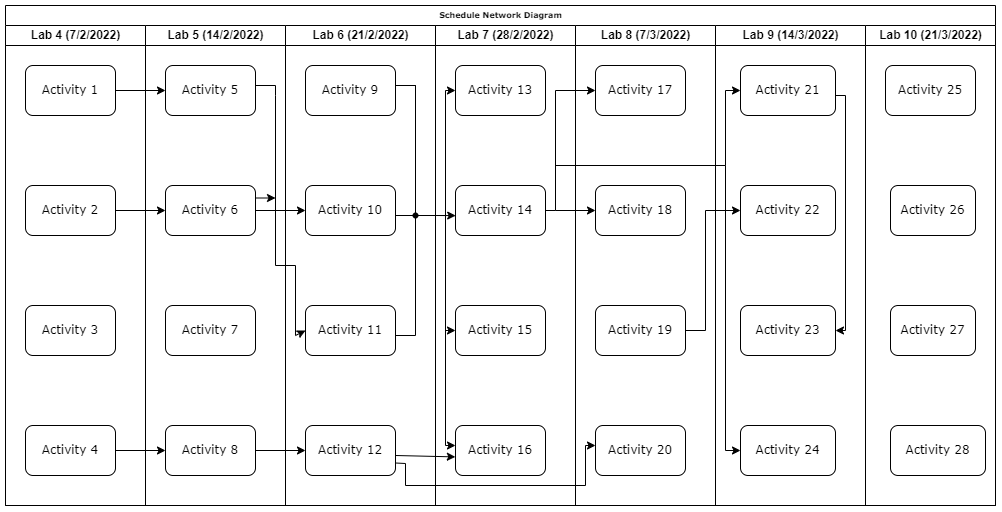 Schedule Network Diagram
Lab 4 (7/2/2022) Lab 5 (14/2/2022) Lab 6 (21/2/2022) Lab 7 (28/2/2022) Lab 8 (7/3/2022) Lab 9 (14/3/2022) Lab 10 (21/3/2022)
Activity 1 Activity 5 Activity 9 Activity 13 Activity 17 Activity 21 Activity 25
Activity 2 Activity 6 Activity 10 Activity 14 Activity 18 Activity 22 Activity 26
Activity 3 Activity 7 Activity 11 Activity 15 Activity 19 Activity 23 Activity 27
Activity 4 Activity 8 Activity 12 Activity 16 Activity 20 Activity 24 Activity 28